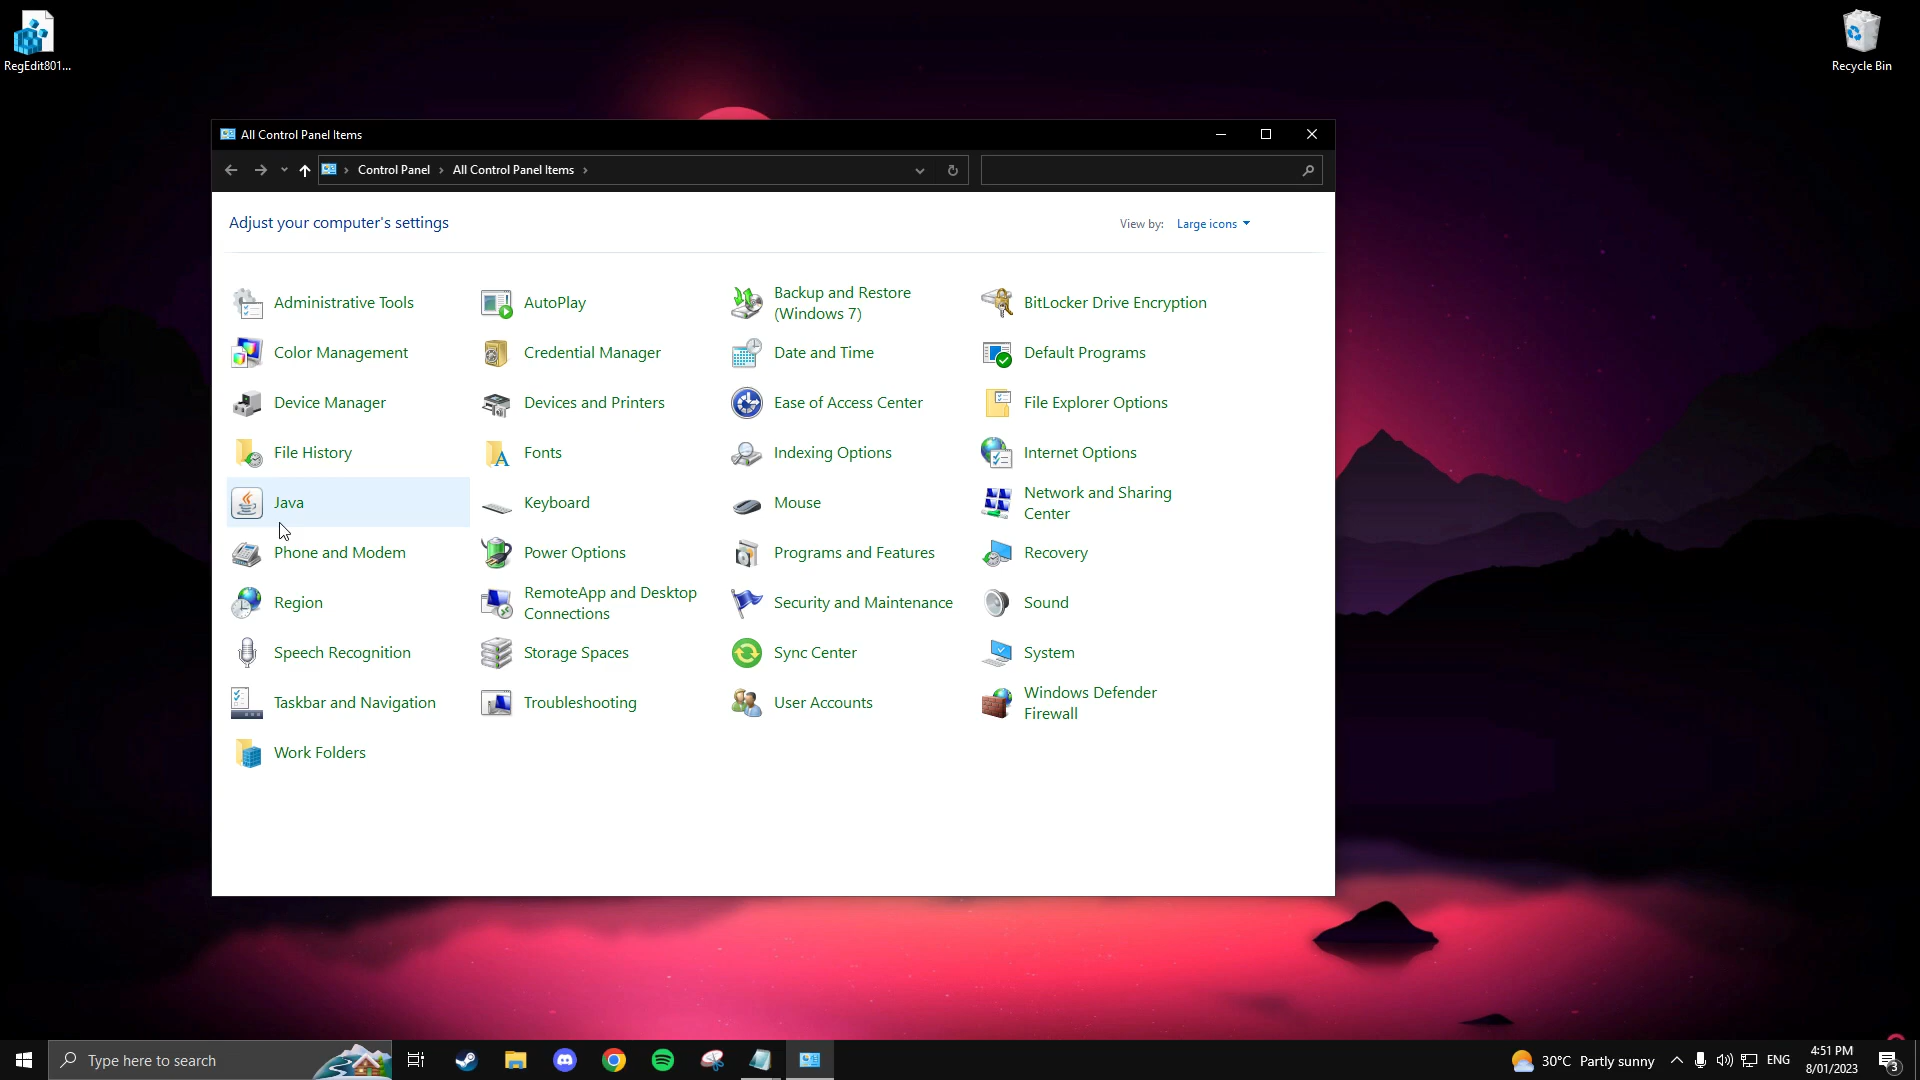 RegEdit801...
Recycle Bin
All Control Panel Items
Control Panel
All Control Panel Items
Adjust your computer's settings
View by:
Large icons
Administrative Tools
AutoPlay
Backup and Restore
(Windows 7)
BitLocker Drive Encryption
Color Management
Credential Manager
Date and Time
Default Programs
Device Manager
Devices and Printers
Ease of Access Center
File Explorer Options
File History
Fonts
Indexing Options
Internet Options
Java
Keyboard
Mouse
Network and Sharing
Center
Phone and Modem
Power Options
Programs and Features
Recovery
Region
RemoteApp and Desktop
Connections
Security and Maintenance
Sound
Speech Recognition
Storage Spaces
Sync Center
System
Taskbar and Navigation
Troubleshooting
User Accounts
Windows Defender
Firewall
Work Folders
Type here to search
30°C Partly sunny
ENG
4:51 PM
8/01/2023
3